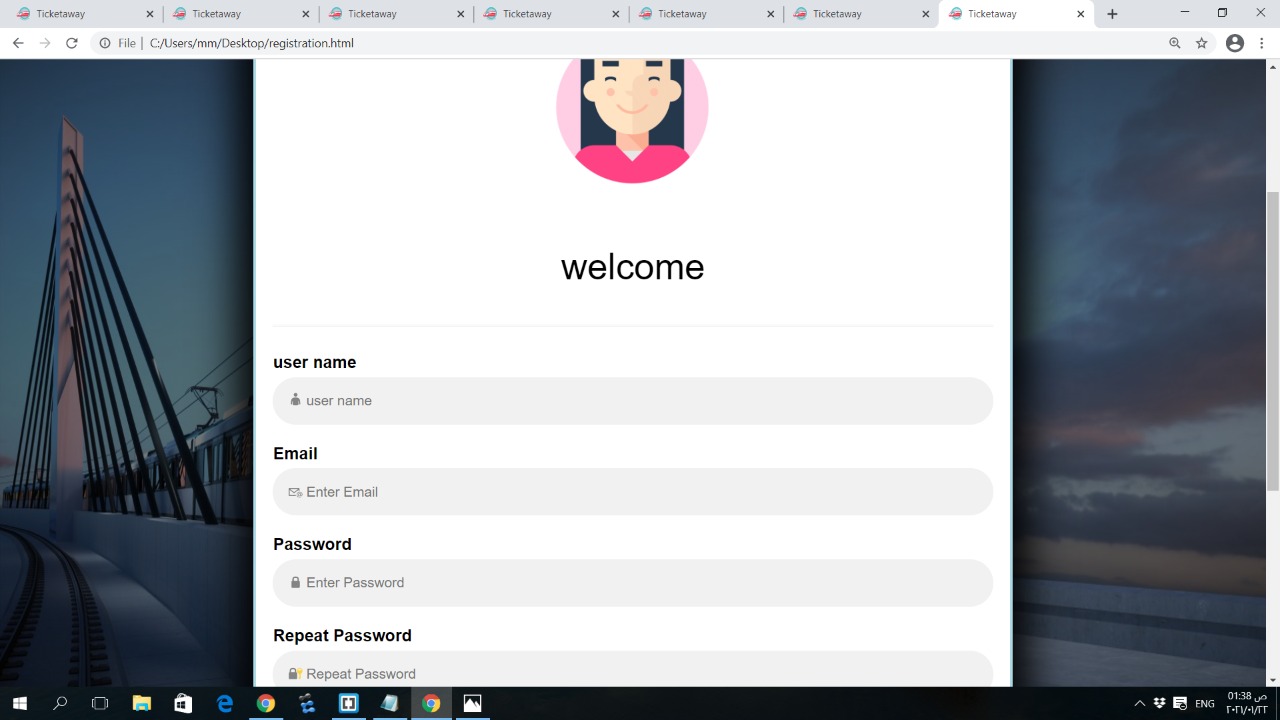 Ticketaway
Ticketaway
Ticketaway
Ticketaway
Ticketaway
Ticketaway
Ticketaway
File
C:/Users/mm/Desktop/registration.html
welcome
user name
user name
Email
Enter Email
Password
Enter Password
Repeat Password
Repeat Password
ENG
01:38 ص
٢٠٢١/٠١/٢٢